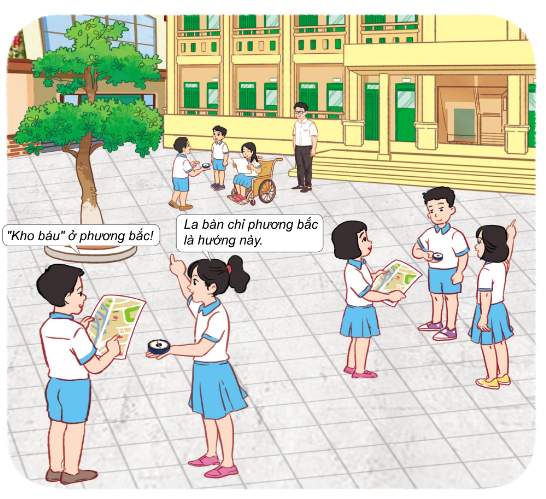 "Kho báu" ở phương bắc!
La bàn chỉ phương bắc
là hướng này.